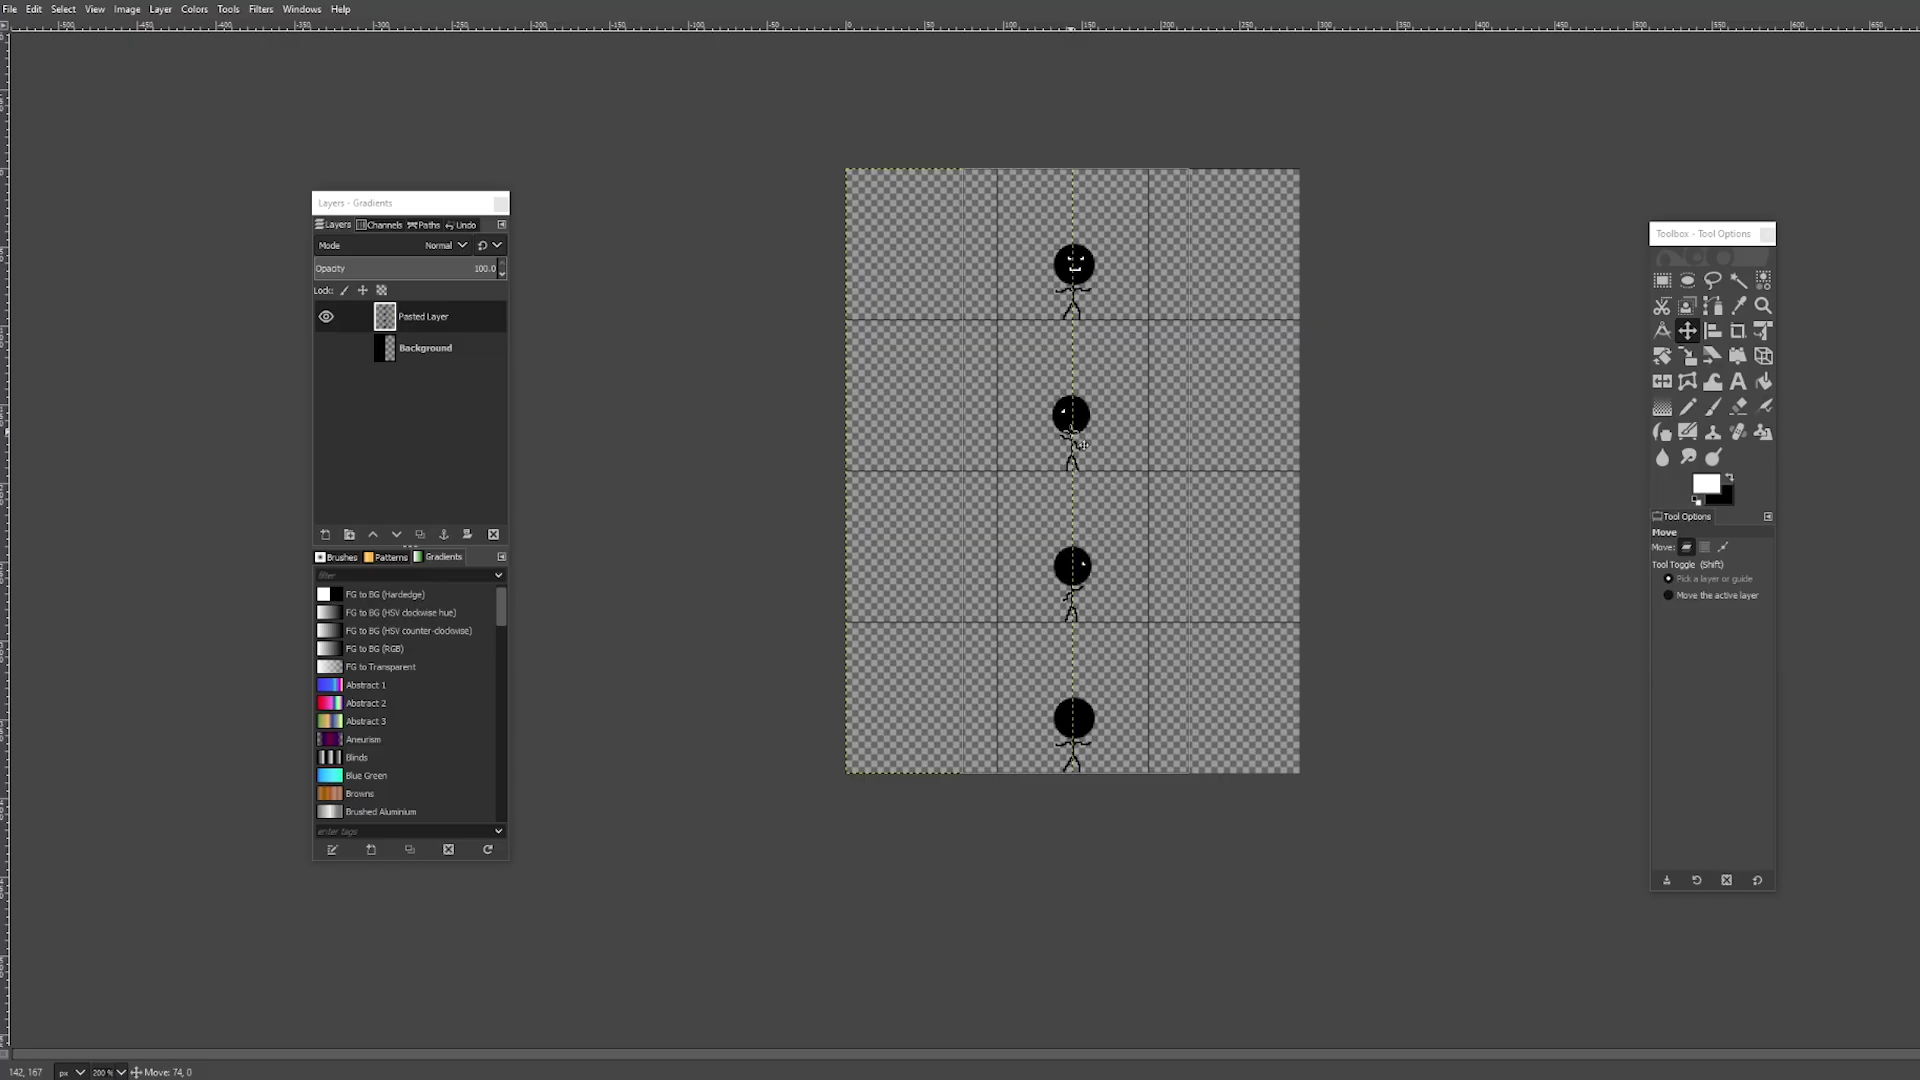 File Edit Select View Image Layer Colors Tools Filters Windows Help
Layers - Gradients
Layers Channels Paths Undo
Mode Normal
Opacity 100.0
Lock:
Pasted Layer
Background
Brushes Patterns Gradients
filter
FG to BG (Hardedge)
FG to BG (HSV clockwise hue)
FG to BG (HSV counter-clockwise)
FG to BG (RGB)
FG to Transparent
Abstract 1
Abstract 2
Abstract 3
Aneurism
Blinds
Blue Green
Browns
Brushed Aluminium
enter tags
Toolbox - Tool Options
Tool Options
Move
Move:
Tool Toggle (Shift)
Pick a layer or guide
Move the active layer
142, 167 px 200 % Move: 74, 0